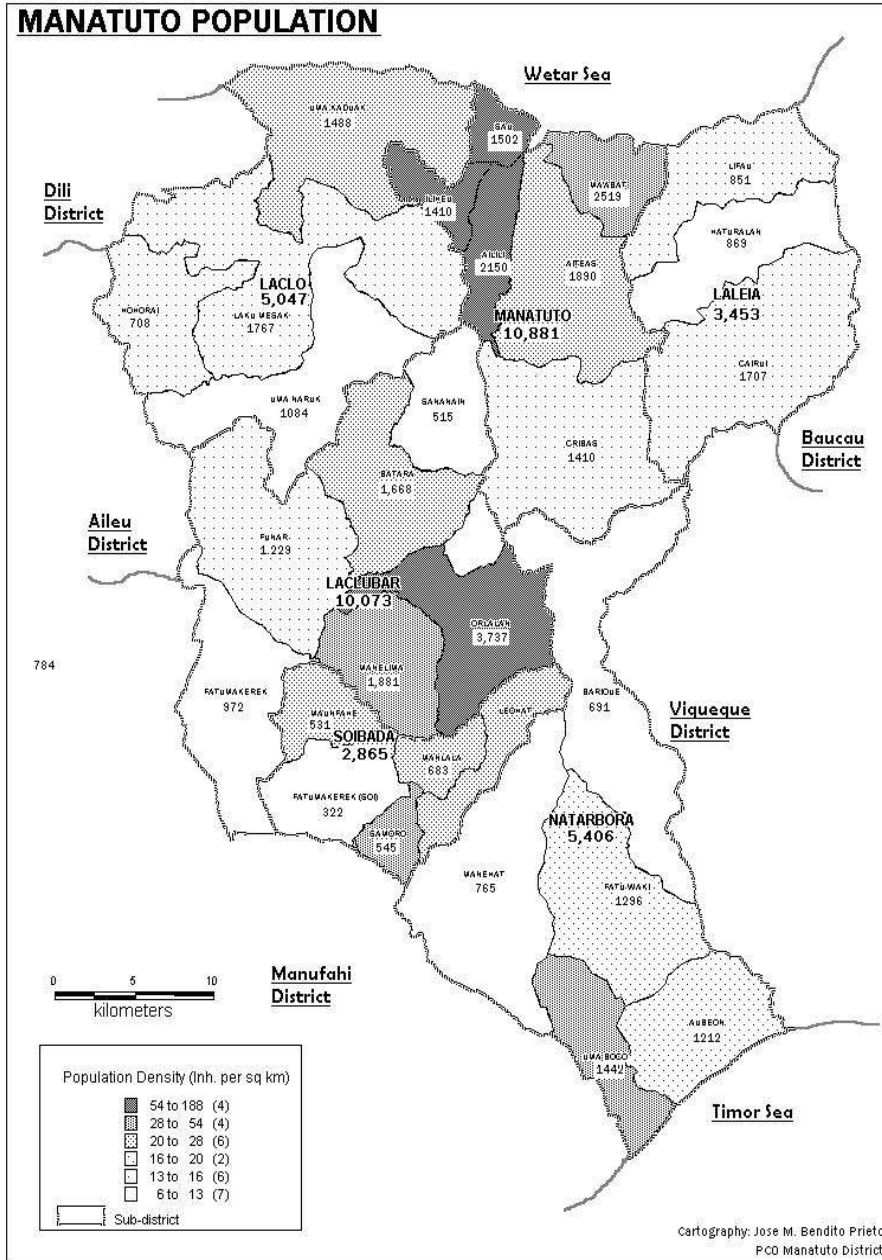 MANATUTO POPULATION
Wetar Sea
UMA KADUAK
1488
SAU
1502
MA'ABAT
2519
LIFAU
851
Dili
District
ILIHEU
1410
HATURALAN
869
AILILI
2150
AITEAS
1890
LACLO
5,047
LALEIA
3,453
HOHORAI
708
LAKU MESAK
1767
MANATUTO
10,881
CAIRUI
1707
UMA NARUK
1084
SANANAIN
515
CRIBAS
1410
Baucau
District
BATARA
1,668
Aileu
District
FUNAR
1.229
LACLUBAR
10,073
ORLALAN
3,737
784
MANELIMA
1,881
FATUMAKEREK
972
BARIQUE
691
Viqueque
District
MAUNFAHE
531
LEOHAT
SOIBADA
2,865
MANLALA
683
FATUMAKEREK (SOI)
322
SAMORO
545
NATARBORA
5,406
MANEHAT
765
FATU-WAKI
1296
0 5 10
kilometers
Manufahi
District
AUBEON
1212
UMA BOCO
1442
Timor Sea
Population Density (Inh. per sq km)
54 to 188 (4)
28 to 54 (4)
20 to 28 (6)
16 to 20 (2)
13 to 16 (6)
6 to 13 (7)
Sub-district
Cartography: Jose M. Bendito Prieto
PCO Manatuto District